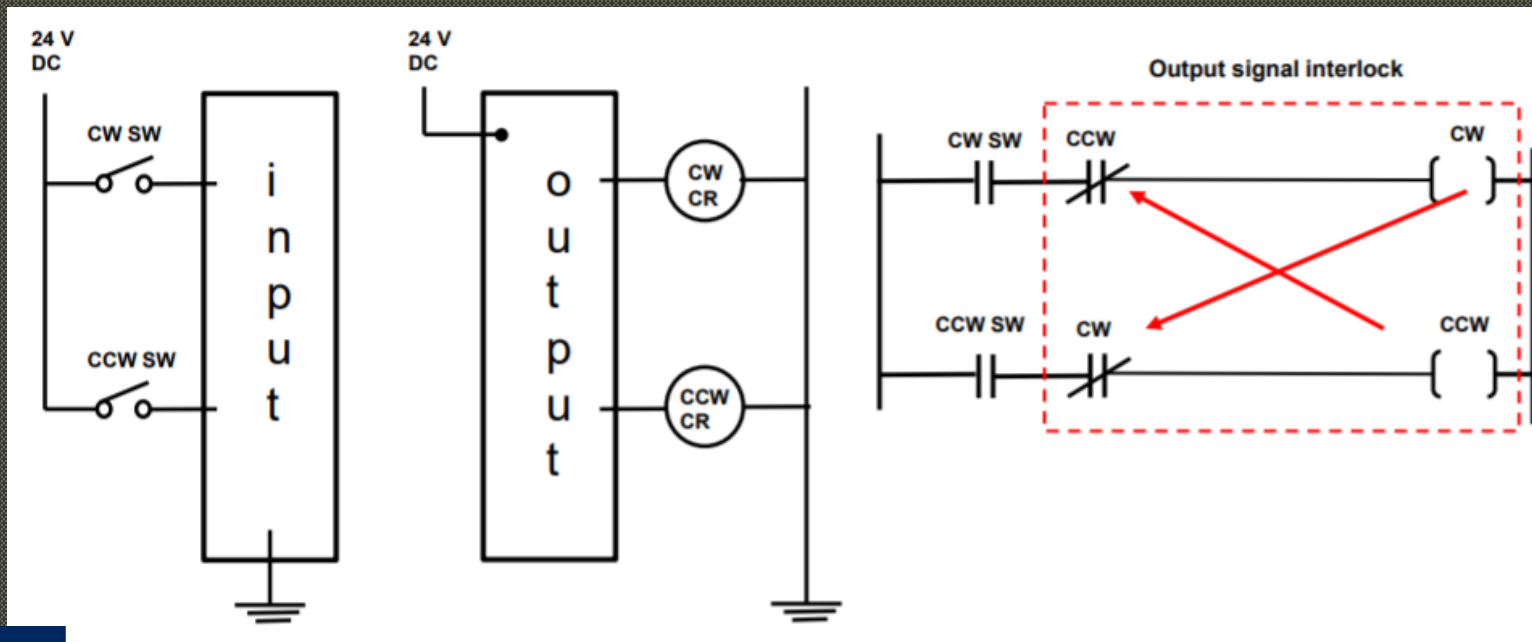 24 V
DC
CW SW
CCW SW
i
n
p
u
t
24 V
DC
o
u
t
p
u
t
CW
CR
CCW
CR
Output signal interlock
CW SW
CCW
CW
CCW SW
CW
CCW